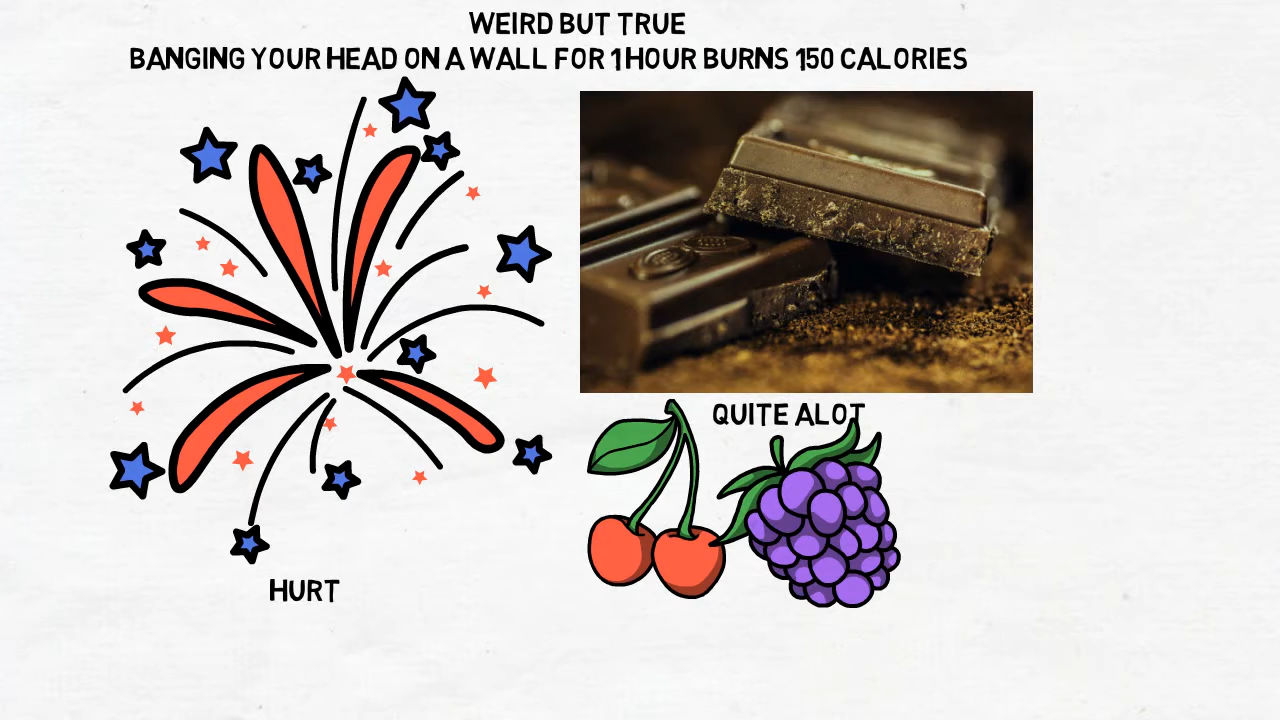 WEIRD BUT TRUE
BANGING YOUR HEAD ON A WALL FOR 1 HOUR BURNS 150 CALORIES
QUITE ALOT
HURT